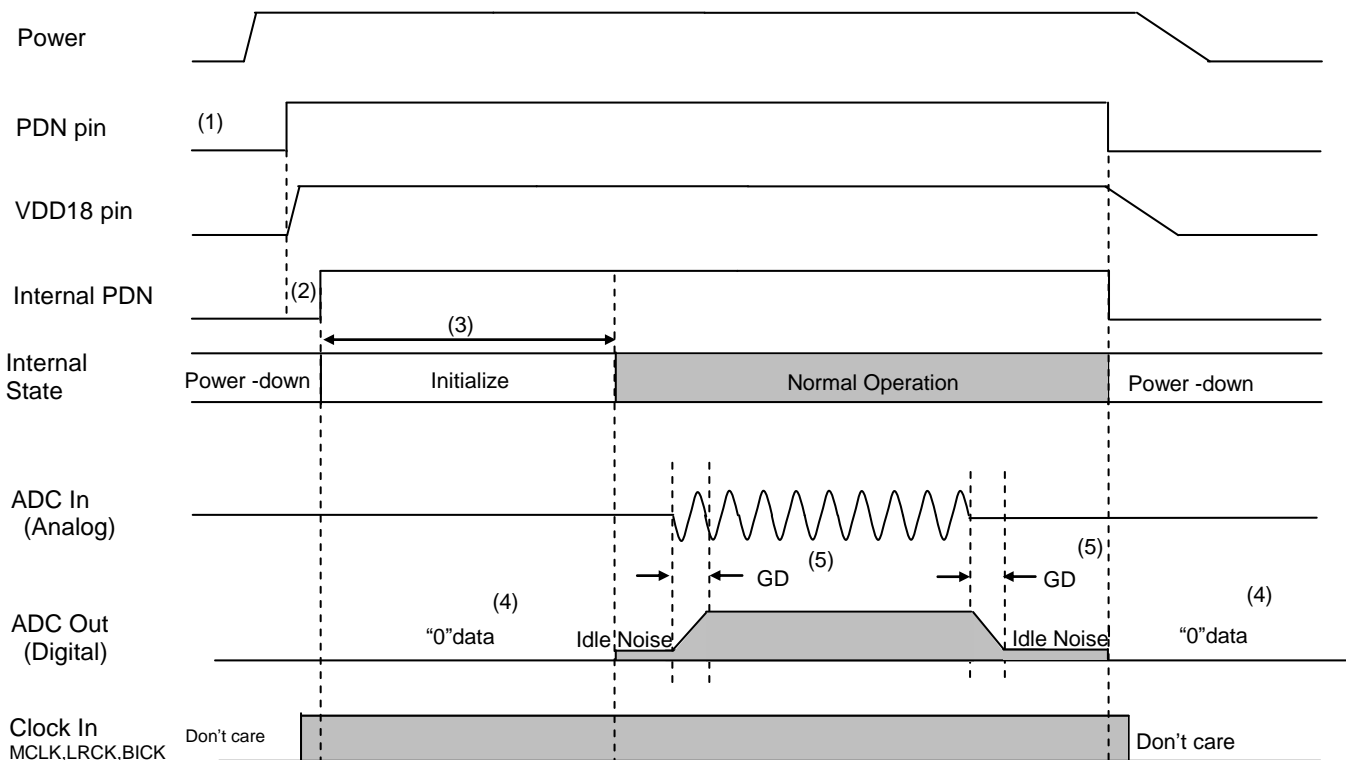 Power
PDN pin
(1)
VDD18 pin
Internal PDN
(2)
(3)
Internal
State
Power -down
Initialize
Normal Operation
Power -down
ADC In
(Analog)
(5)
(5)
GD
GD
(4)
(4)
ADC Out
(Digital)
“0”data
Idle Noise
Idle Noise
“0”data
Clock In
MCLK,LRCK,BICK
Don’t care
Don’t care